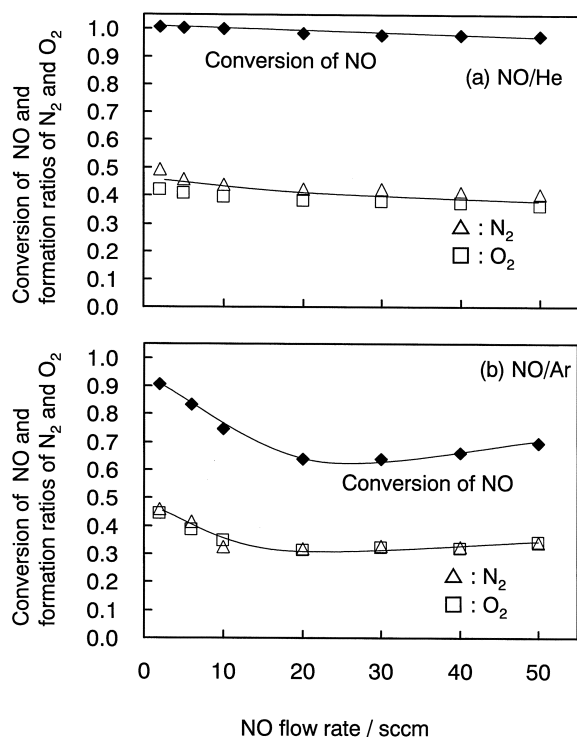 Conversion of NO and
formation ratios of N₂ and O₂
1.0
0.9
0.8
0.7
0.6
0.5
0.4
0.3
0.2
0.1
0.0
Conversion of NO
(a) NO/He
△ : N₂
□ : O₂
Conversion of NO and
formation ratios of N₂ and O₂
1.0
0.9
0.8
0.7
0.6
0.5
0.4
0.3
0.2
0.1
0.0
(b) NO/Ar
Conversion of NO
△ : N₂
□ : O₂
0 10 20 30 40 50
NO flow rate / sccm